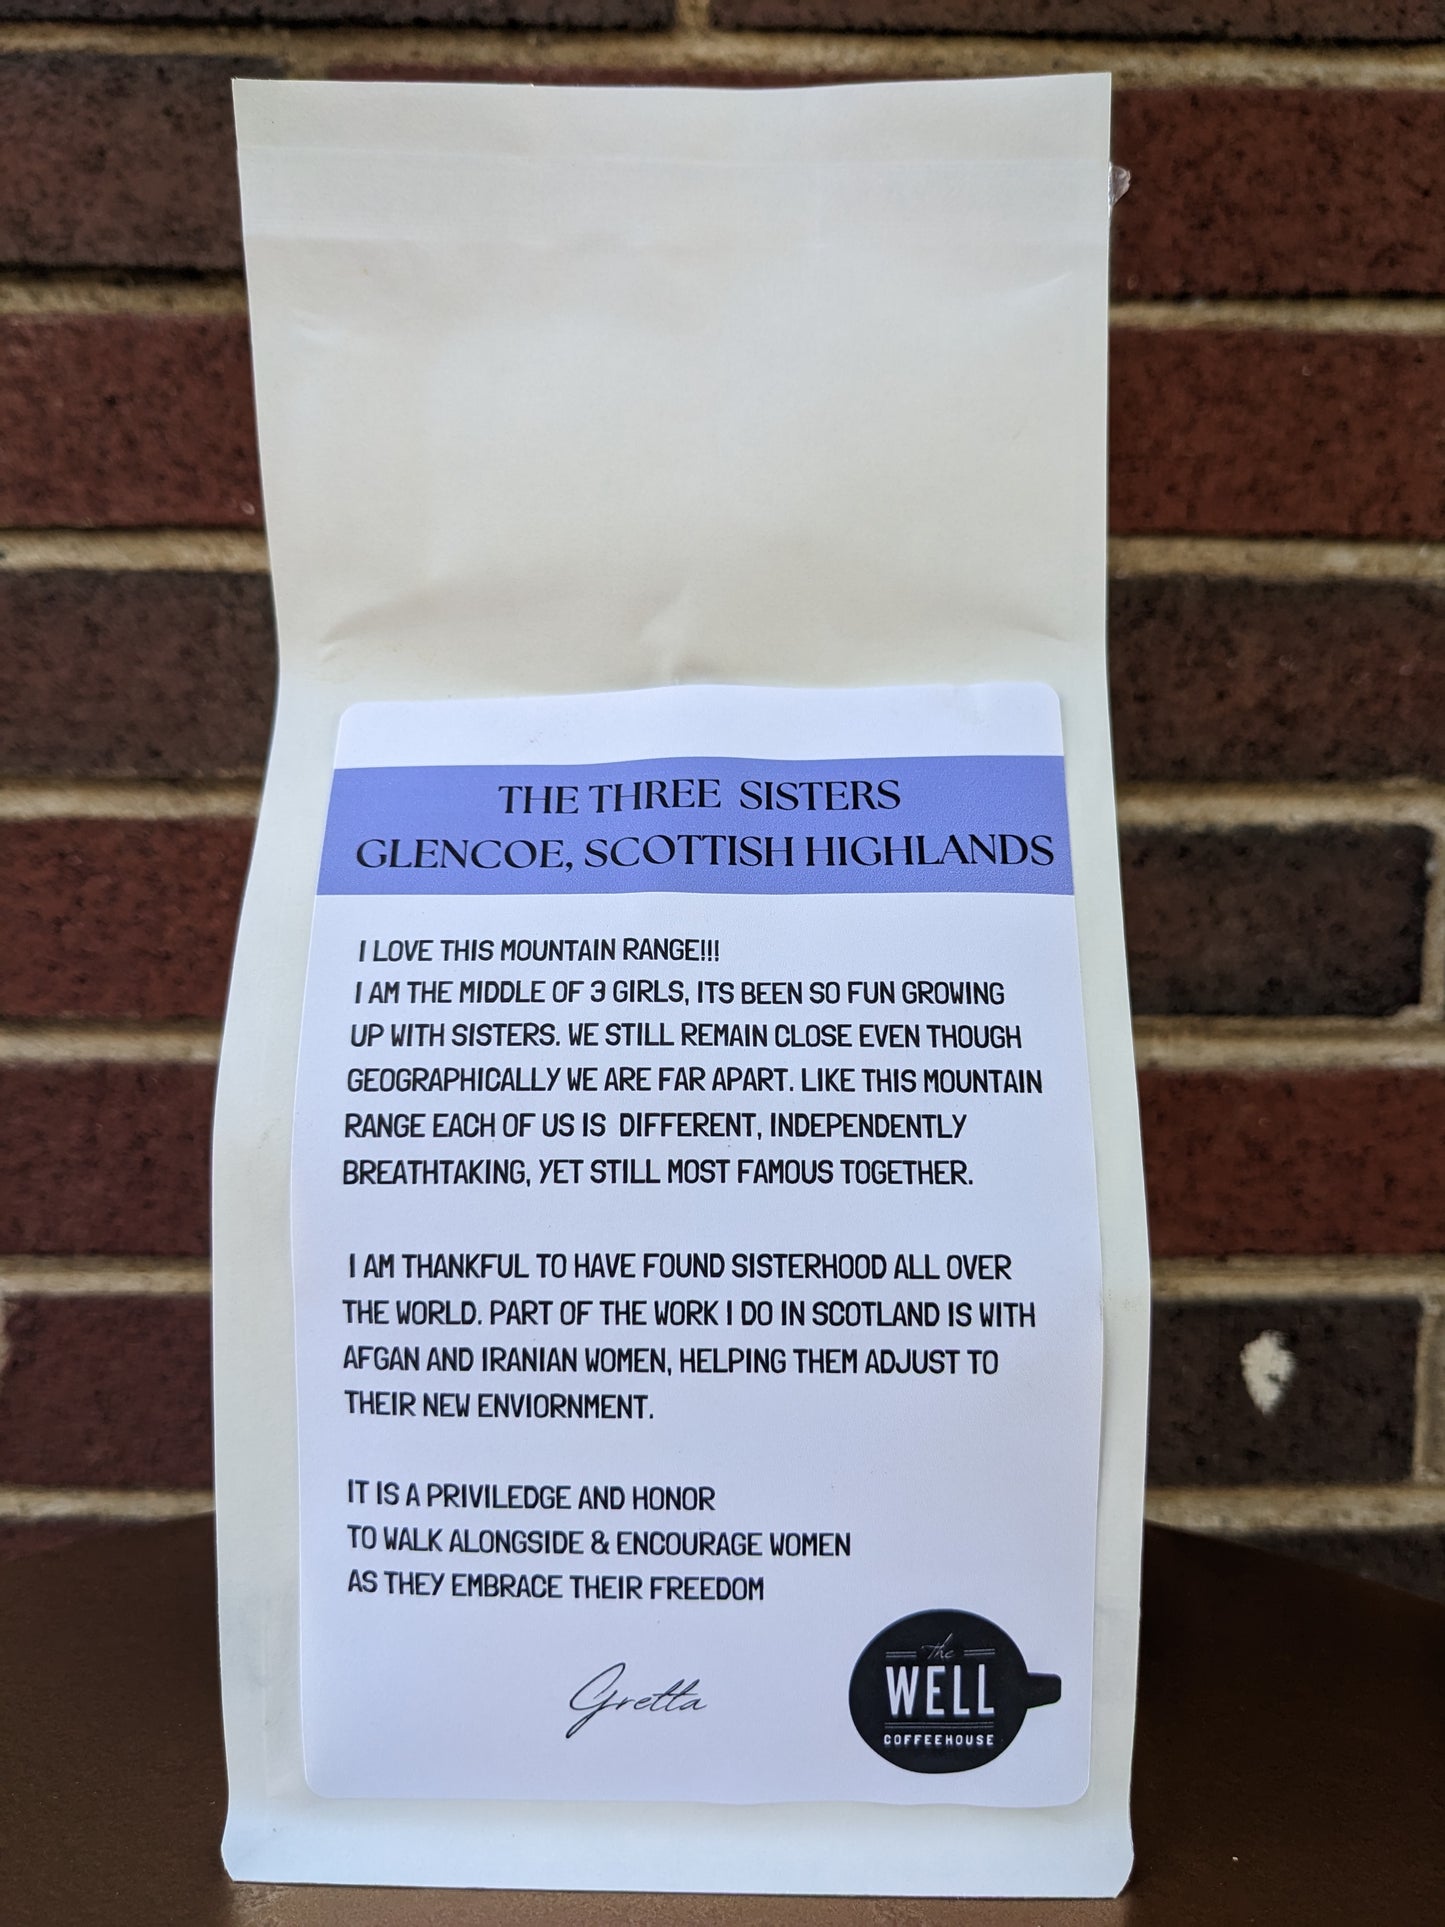 THE THREE SISTERS
GLENCOE, SCOTTISH HIGHLANDS
I LOVE THIS MOUNTAIN RANGE!!!
I AM THE MIDDLE OF 3 GIRLS, ITS BEEN SO FUN GROWING
UP WITH SISTERS. WE STILL REMAIN CLOSE EVEN THOUGH
GEOGRAPHICALLY WE ARE FAR APART. LIKE THIS MOUNTAIN
RANGE EACH OF US IS DIFFERENT, INDEPENDENTLY
BREATHTAKING, YET STILL MOST FAMOUS TOGETHER.
I AM THANKFUL TO HAVE FOUND SISTERHOOD ALL OVER
THE WORLD. PART OF THE WORK I DO IN SCOTLAND IS WITH
AFGAN AND IRANIAN WOMEN, HELPING THEM ADJUST TO
THEIR NEW ENVIORNMENT.
IT IS A PRIVILEDGE AND HONOR
TO WALK ALONGSIDE & ENCOURAGE WOMEN
AS THEY EMBRACE THEIR FREEDOM
Gretta
the
WELL
COFFEEHOUSE